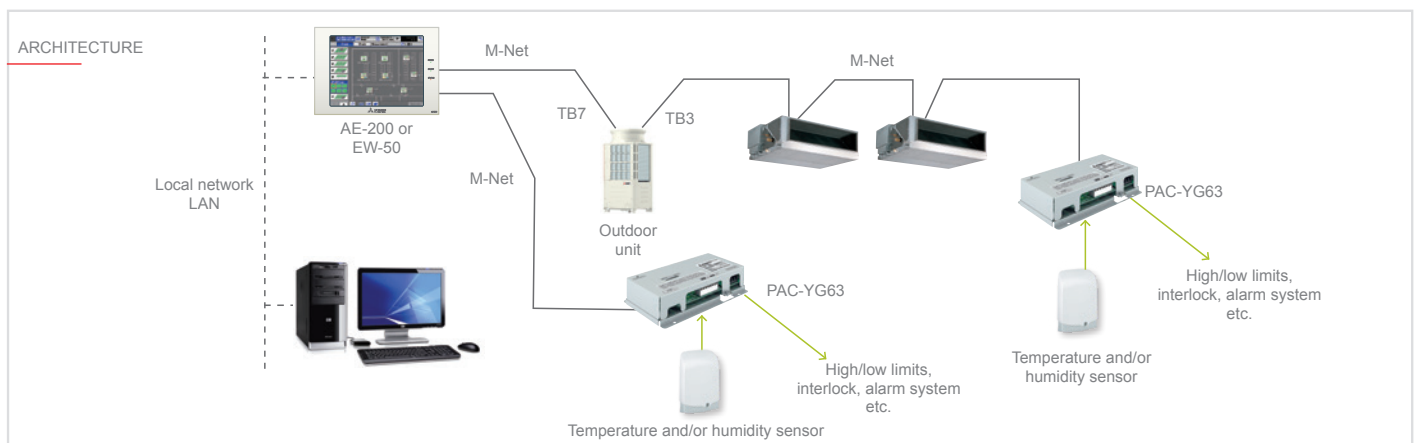 ARCHITECTURE
M-Net
M-Net
TB7
TB3
AE-200 or
EW-50
Local network
LAN
M-Net
PAC-YG63
Outdoor
unit
High/low limits,
interlock, alarm system
etc.
PAC-YG63
Temperature and/or
humidity sensor
High/low limits,
interlock, alarm system
etc.
Temperature and/or humidity sensor